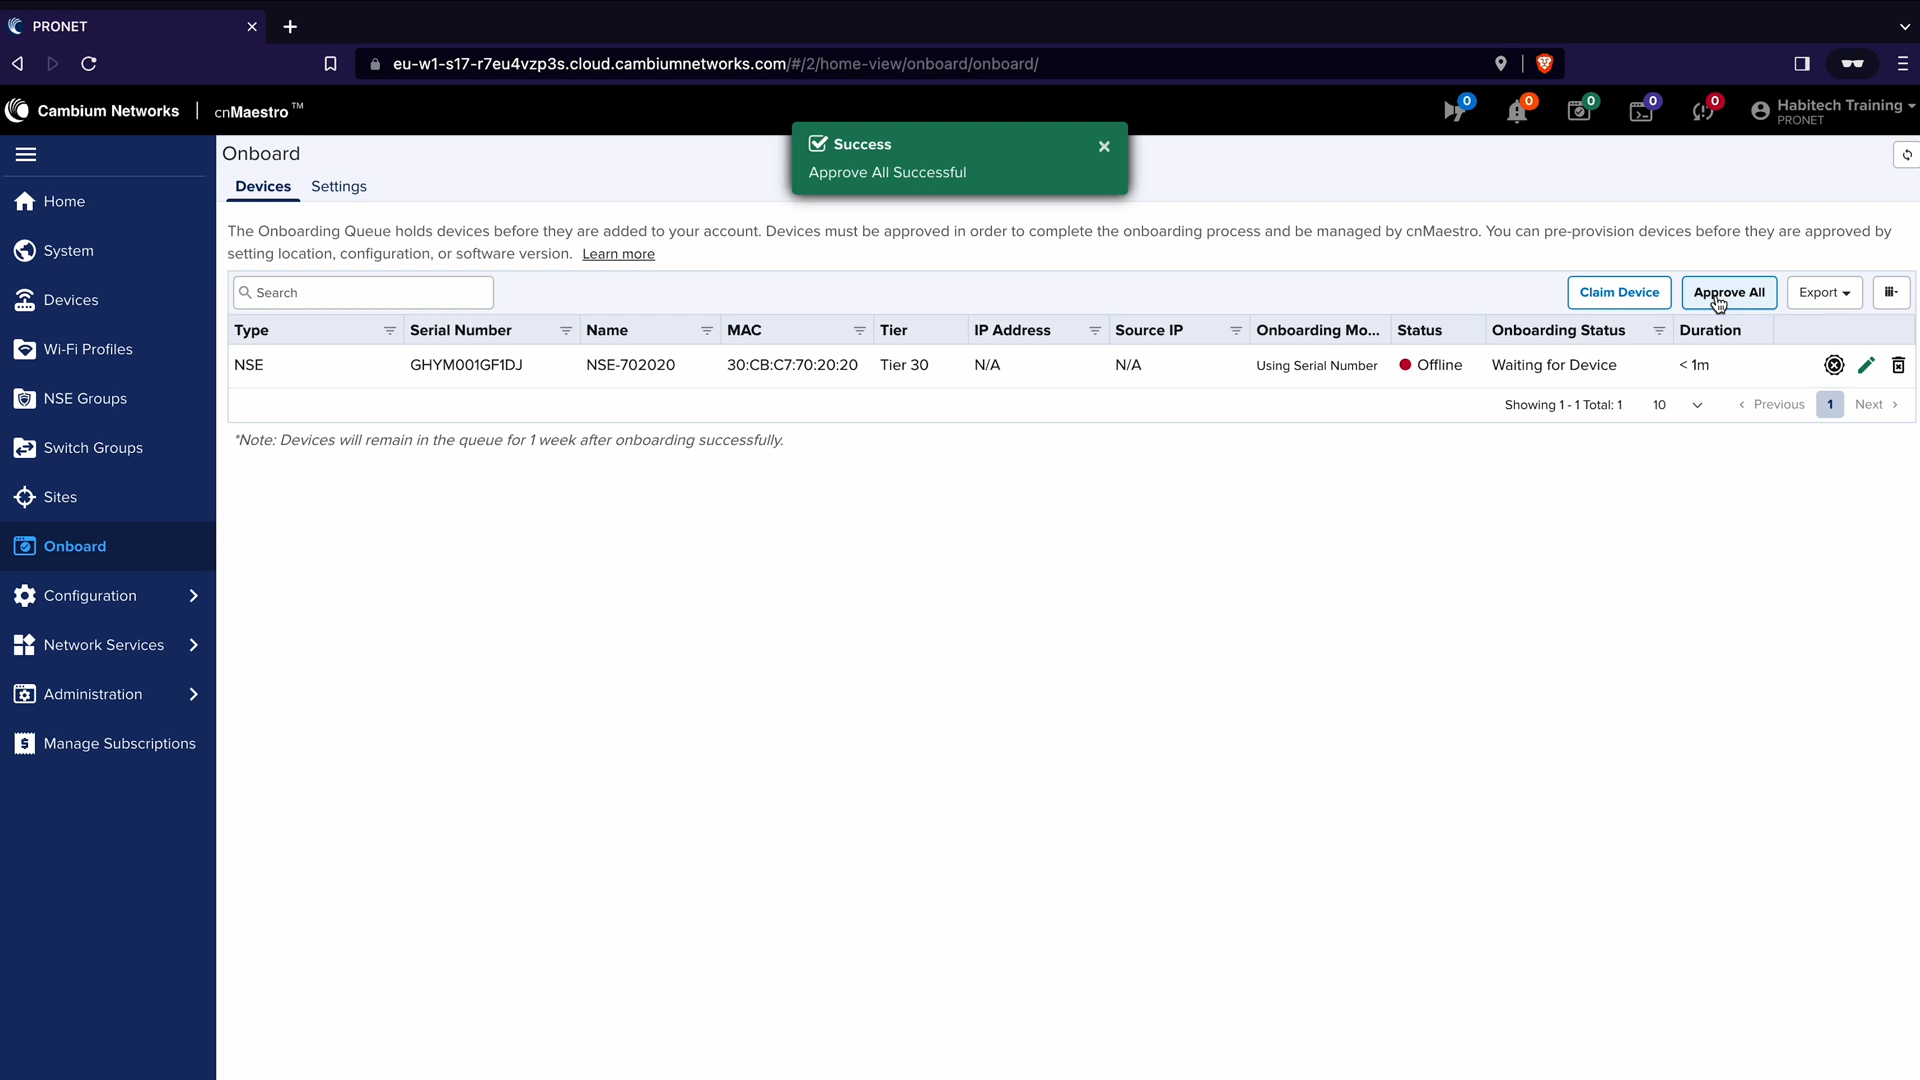 PRONET
eu-w1-s17-r7eu4vzp3s.cloud.cambiumnetworks.com/#/2/home-view/onboard/onboard/
Cambium Networks | cnMaestro™
0 0 0 0 0
Habitech Training
PRONET
Success
Approve All Successful
Onboard
Devices Settings
The Onboarding Queue holds devices before they are added to your account. Devices must be approved in order to complete the onboarding process and be managed by cnMaestro. You can pre-provision devices before they are approved by
setting location, configuration, or software version. Learn more
Search
Claim Device Approve All Export
Type Serial Number Name MAC Tier IP Address Source IP Onboarding Mo... Status Onboarding Status Duration
NSE GHYM001GF1DJ NSE-702020 30:CB:C7:70:20:20 Tier 30 N/A N/A Using Serial Number Offline Waiting for Device < 1m
Showing 1 - 1 Total: 1 10 < Previous 1 Next >
*Note: Devices will remain in the queue for 1 week after onboarding successfully.
Home
System
Devices
Wi-Fi Profiles
NSE Groups
Switch Groups
Sites
Onboard
Configuration
Network Services
Administration
Manage Subscriptions